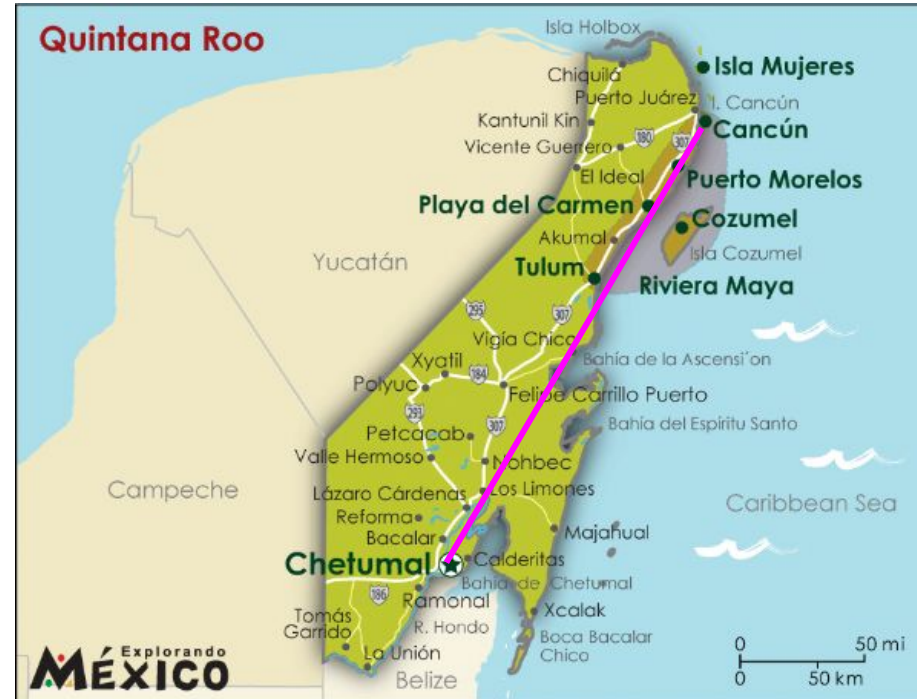 Quintana Roo
Isla Holbox
Chiquilá
Isla Mujeres
Puerto Juárez
I. Cancún
Kantunil Kin
Cancún
180
307
Vicente Guerrero
El Ideal
Puerto Morelos
Playa del Carmen
Cozumel
Akumal
Isla Cozumel
Yucatán
Tulum
Riviera Maya
295
307
Vigía Chico
Bahía de la Ascensi´on
Xyatil
184
Polyuc
Felipe Carrillo Puerto
293
307
Bahía del Espíritu Santo
Petcacab
Valle Hermoso
Nohbec
Campeche
Lázaro Cárdenas
Los Limones
Caribbean Sea
Reforma
Majahual
Bacalar
Chetumal
Calderitas
Bahía de Chetumal
186
Ramonal
Xcalak
Tomás
Garrido
R. Hondo
Boca Bacalar
Chico
La Unión
Belize
Explorando
MÉXICO
0 50 mi
0 50 km